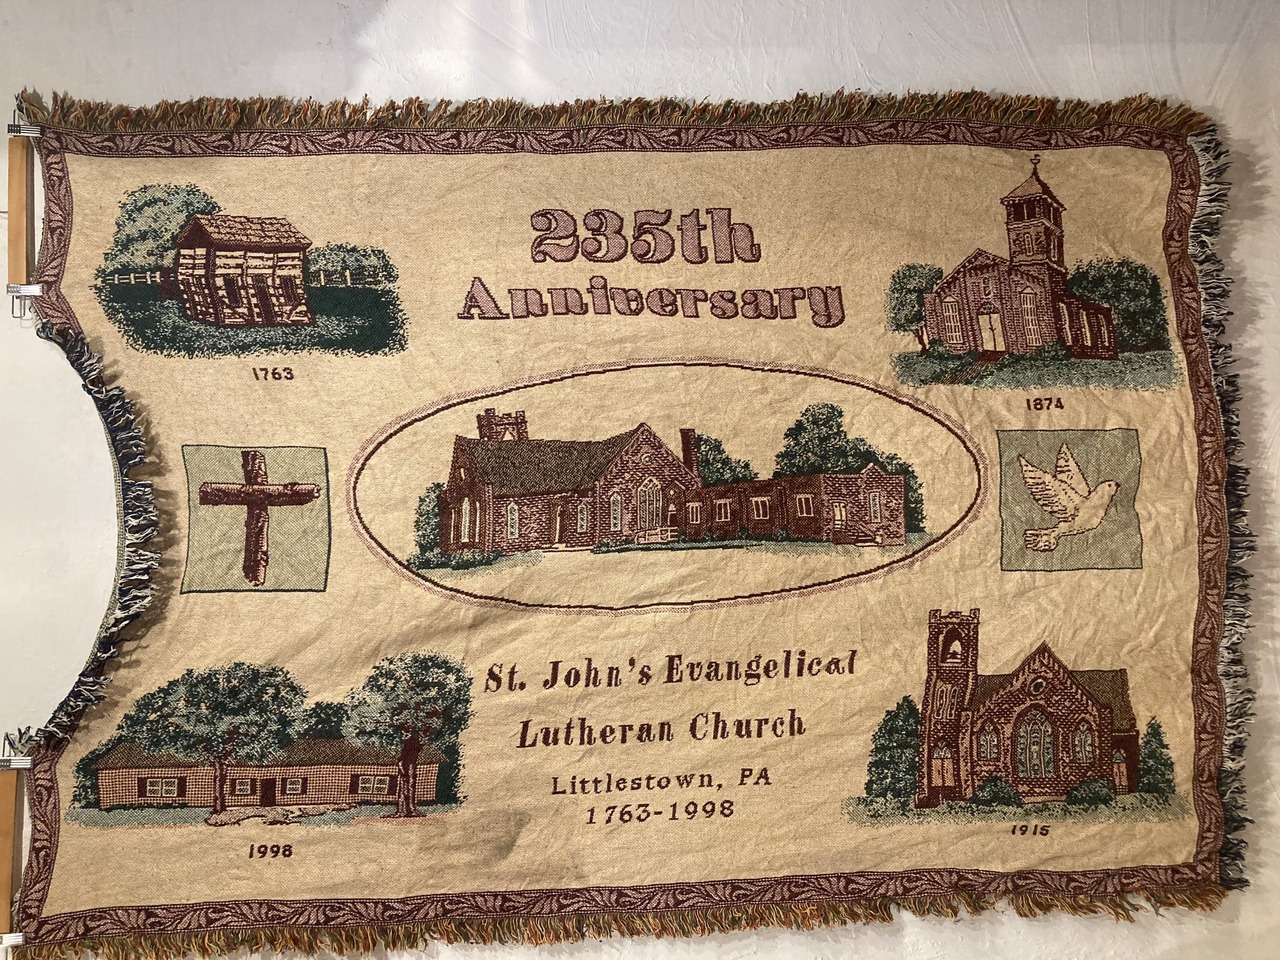 235th
Anniversary
1763
1874
St. John's Evangelical
Lutheran Church
Littlestown, PA
1763-1998
1998
1915